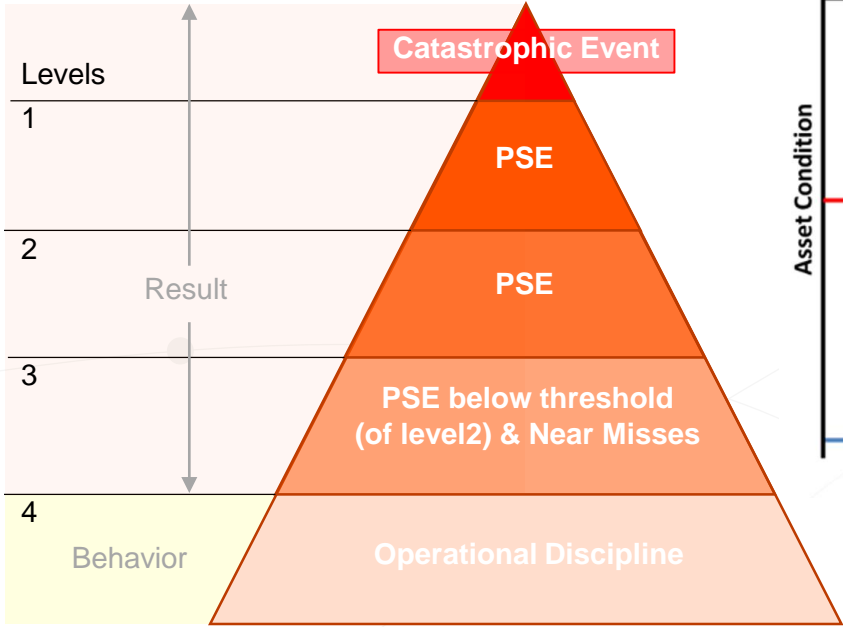 Catastrophic Event
Levels
1
PSE
2
PSE
Result
3
PSE below threshold
(of level2) & Near Misses
4
Behavior
Operational Discipline
Asset Condition